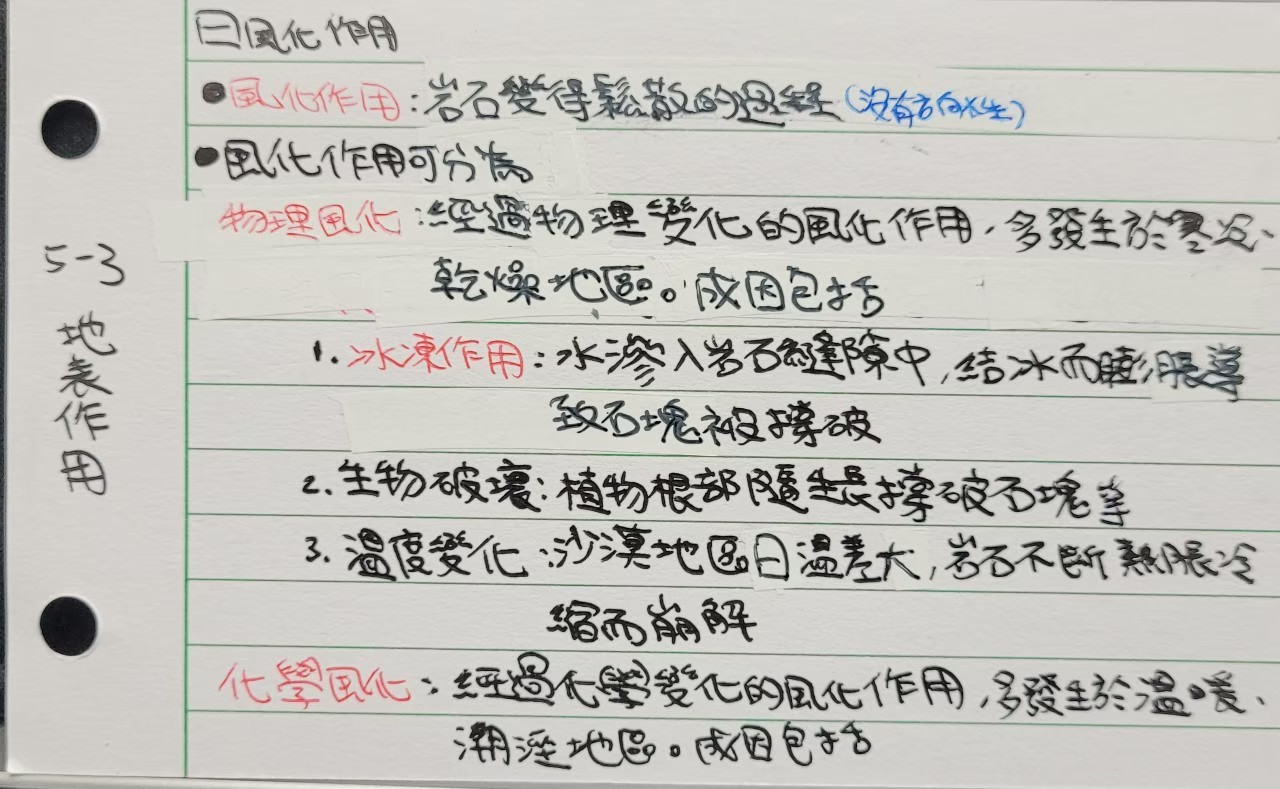 5-3 地表作用
㊀風化作用
●風化作用:岩石變得鬆散的過程(沒有方向發生)
●風化作用可分為
物理風化:經過物理變化的風化作用,多發生於寒冷、
乾燥地區。成因包括
1.冰凍作用:水滲入岩石縫隙中,結冰而膨脹導
致石塊被撐破
2.生物破壞:植物根部隨生長撐破石塊等
3.溫度變化:沙漠地區日溫差大,岩石不斷熱脹冷
縮而崩解
化學風化:經過化學變化的風化作用,多發生於溫暖、
潮溼地區。成因包括